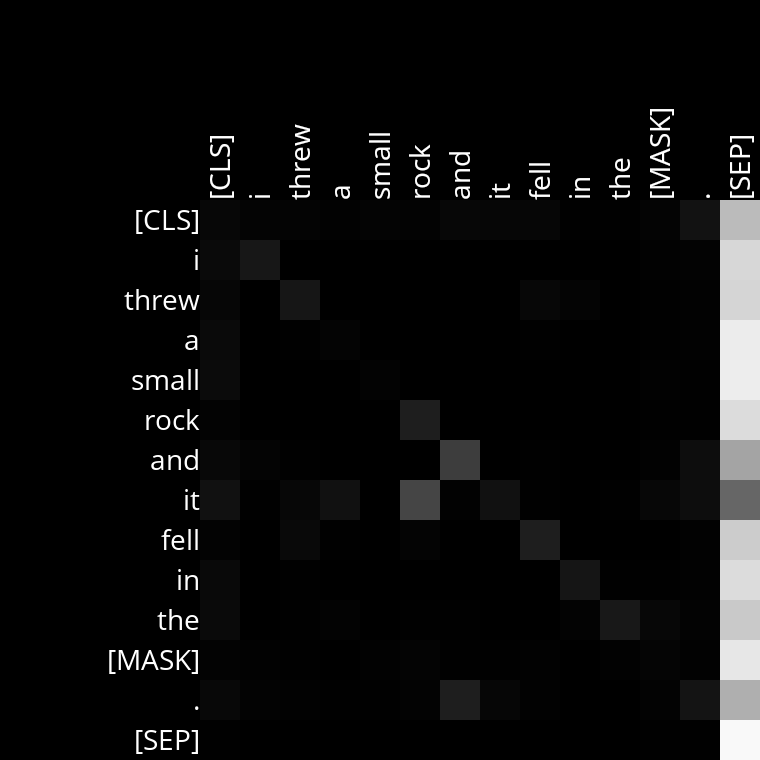 [CLS] i threw a small rock and it fell in the [MASK] . [SEP]
[CLS]
i
threw
a
small
rock
and
it
fell
in
the
[MASK]
.
[SEP]